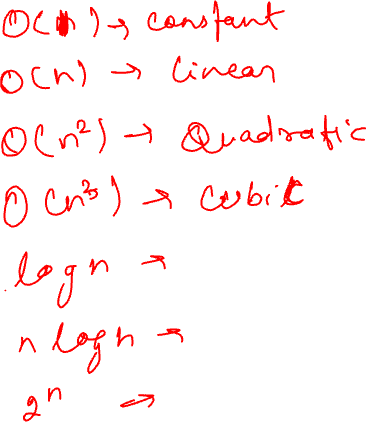 O(1) → constant
O(n) → linear
O(n²) → Quadratic
O(n³) → cubic
log n →
n log n →
2ⁿ →